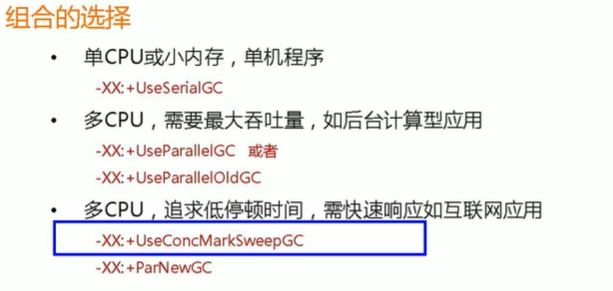 组合的选择
• 单CPU或小内存，单机程序
-XX:+UseSerialGC
• 多CPU，需要最大吞吐量，如后台计算型应用
-XX:+UseParallelGC 或者
-XX:+UseParallelOldGC
• 多CPU，追求低停顿时间，需快速响应如互联网应用
-XX:+UseConcMarkSweepGC
-XX:+ParNewGC